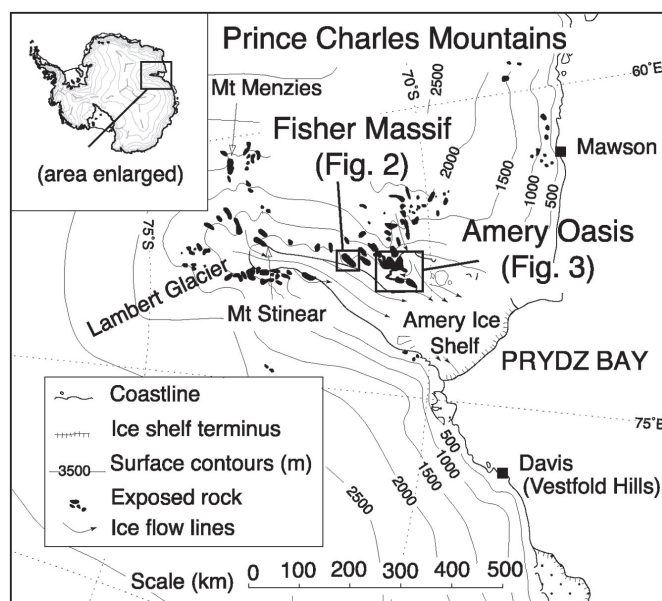 Prince Charles Mountains
(area enlarged)
Mt Menzies
70°S
2500
60°E
2000
1500
1000
500
Mawson
Fisher Massif
(Fig. 2)
75°S
Amery Oasis
(Fig. 3)
Lambert Glacier
Mt Stinear
Amery Ice
Shelf
PRYDZ BAY
75°E
Coastline
Ice shelf terminus
3500
Surface contours (m)
Exposed rock
Ice flow lines
500
1000
1500
2000
2500
Davis
(Vestfold Hills)
Scale (km)
0 100 200 300 400 500